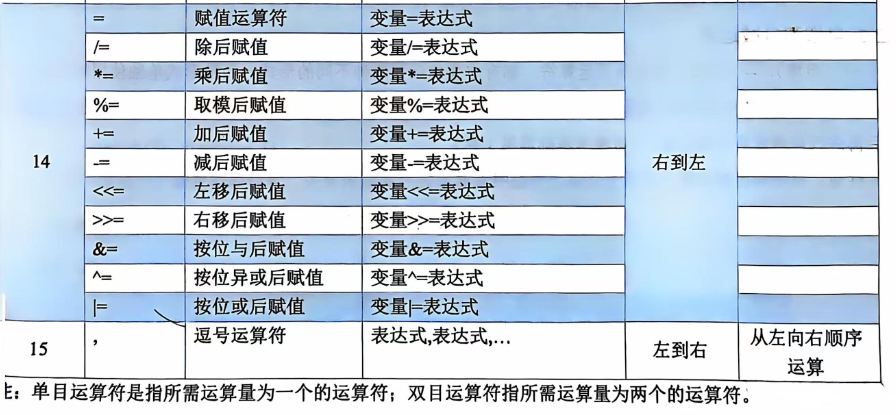 = 赋值运算符 变量=表达式
/= 除后赋值 变量/=表达式
*= 乘后赋值 变量*=表达式
%= 取模后赋值 变量%=表达式
+= 加后赋值 变量+=表达式
14 -= 减后赋值 变量-=表达式 右到左
<<= 左移后赋值 变量<<=表达式
>>= 右移后赋值 变量>>=表达式
&= 按位与后赋值 变量&=表达式
^= 按位异或后赋值 变量^=表达式
|= 按位或后赋值 变量|=表达式
15 , 逗号运算符 表达式,表达式,… 左到右 从左向右顺序
运算
注：单目运算符是指所需运算量为一个的运算符；双目运算符指所需运算量为两个的运算符。